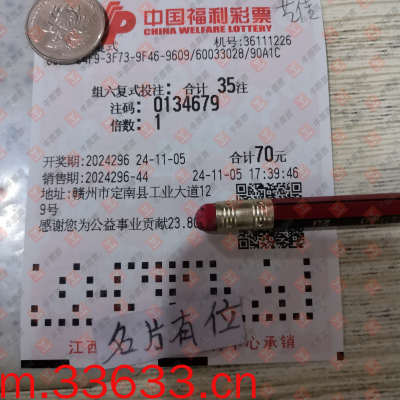 中国福利彩票
CHINA WELFARE LOTTERY
机号:36111226
-3F73-9F46-9609/60033028/90A1C
组六复式投注: 合计 35注
注码: 0134679
倍数: 1
开奖期:2024296 24-11-05 合计70元
销售期:2024296-44 24-11-05 17:39:46
地址:赣州市定南县工业大道12
9号
感谢您为公益事业贡献23.80
江西
心承销
名片有位
m.33633.cn